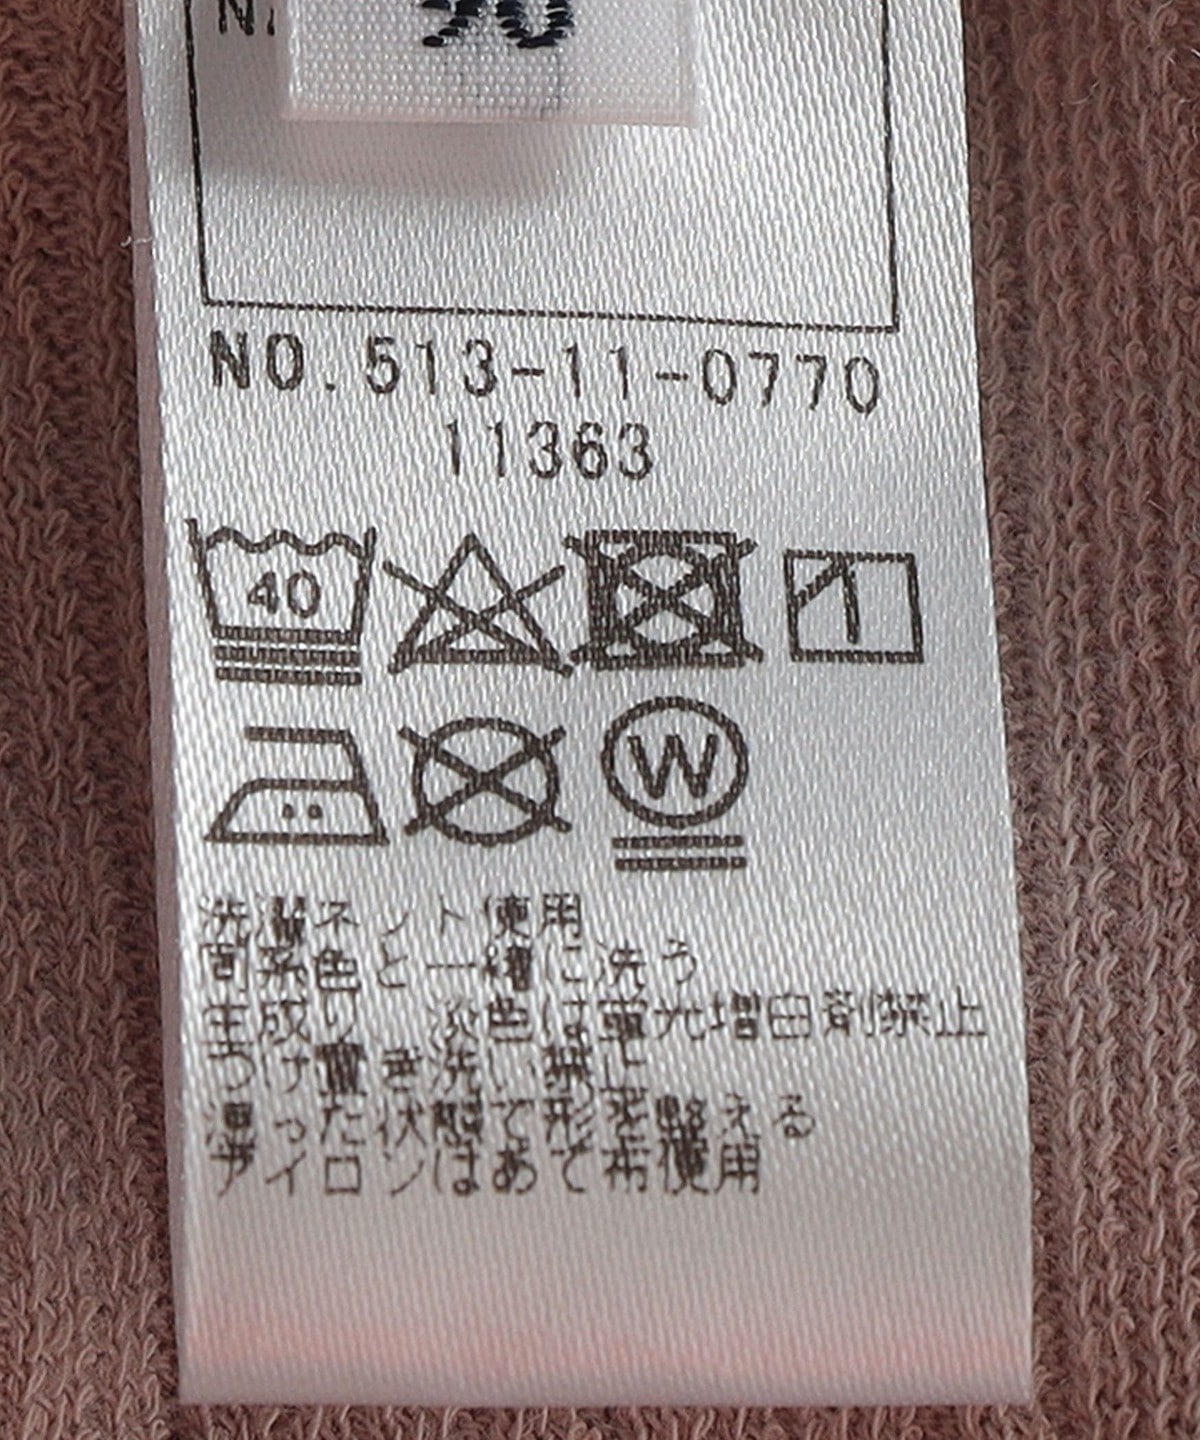 90
NO.513-11-0770
11363
40
W
洗濯ネット使用
同系色と一緒に洗う
生成り、淡色は蛍光増白剤禁止
つけ置き洗い禁止
湿った状態で形を整える
アイロンはあて布使用